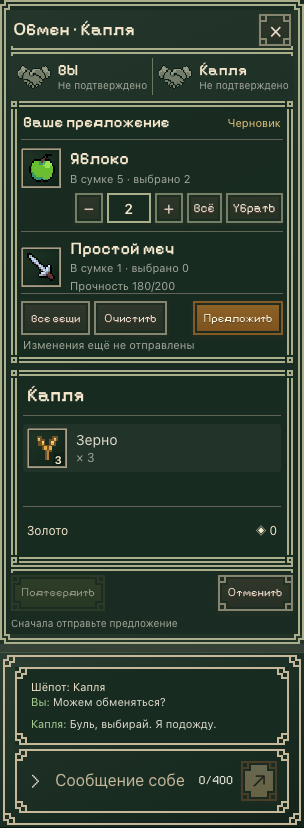 Обмен · Капля
Вы
Не подтверждено
Капля
Не подтверждено
Ваше предложение
Черновик
Яблоко
В сумке 5 · выбрано 2
−
2
+
Всё
Убрать
Простой меч
В сумке 1 · выбрано 0
Прочность 180/200
Все вещи
Очистить
Предложить
Изменения ещё не отправлены
Капля
3
Зерно
× 3
Золото
0
Подтвердить
Отменить
Сначала отправьте предложение
Шёпот: Капля
Вы: Можем обменяться?
Капля: Буль, выбирай. Я подожду.
Сообщение собе
0/400